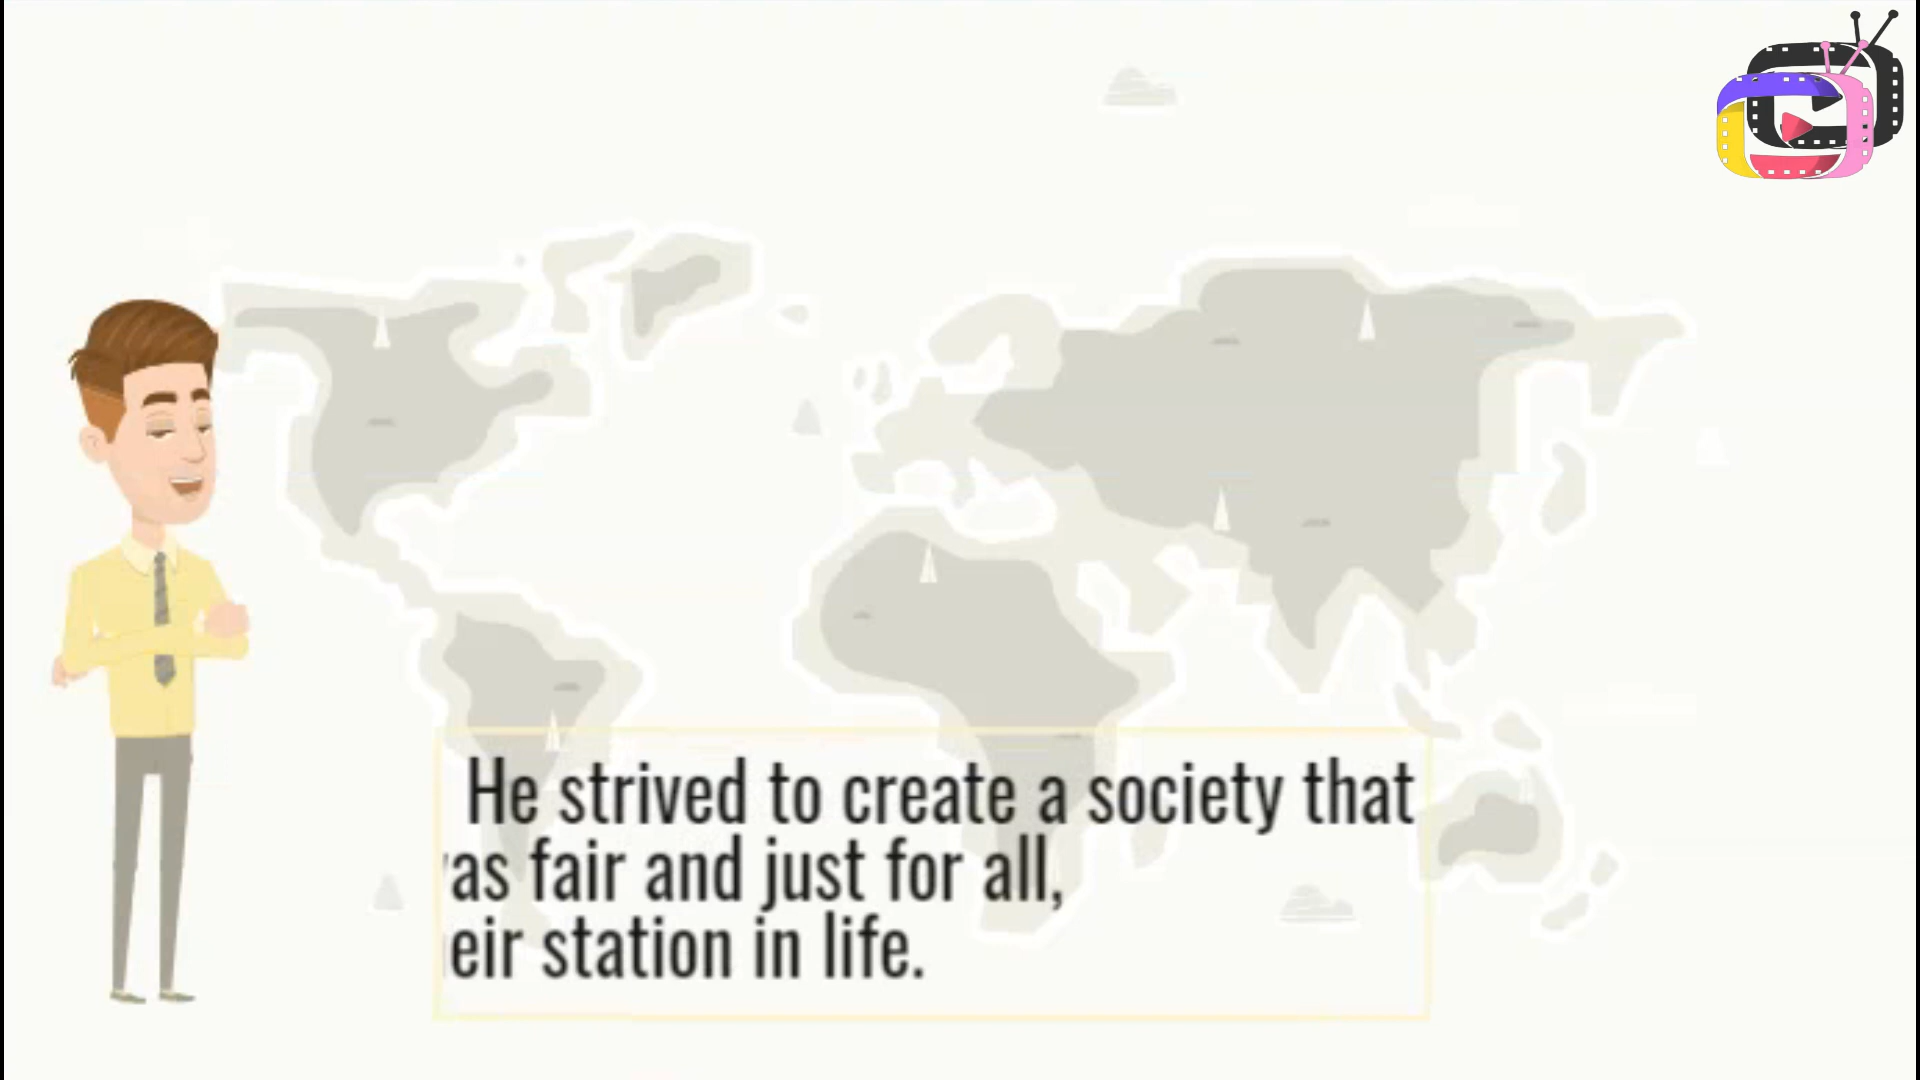 He strived to create a society that
as fair and just for all,
eir station in life.